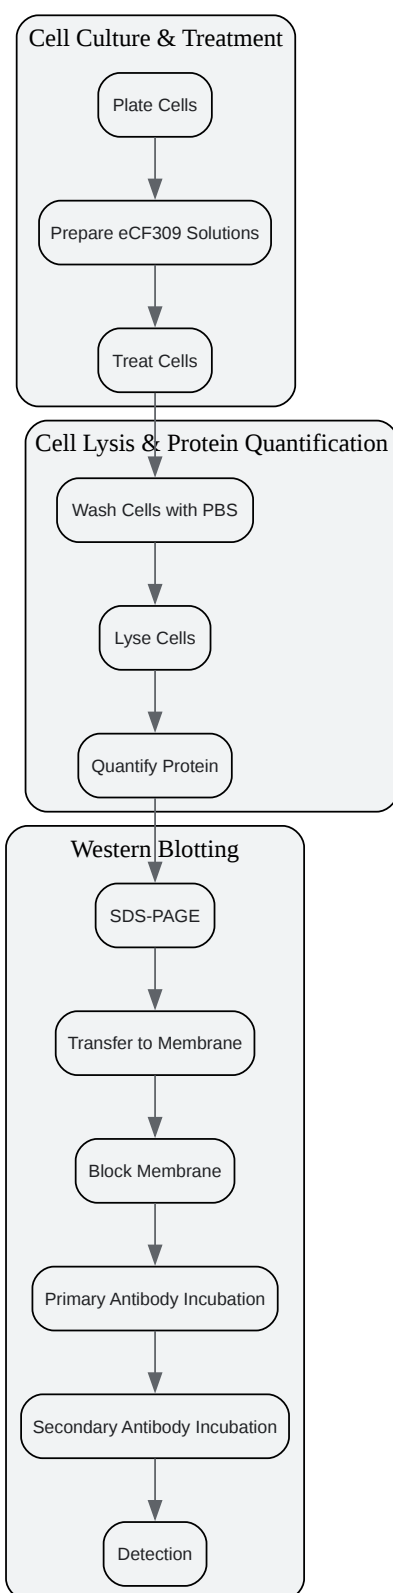 Cell Culture & Treatment
Plate Cells
Prepare eCF309 Solutions
Treat Cells
Cell Lysis & Protein Quantification
Wash Cells with PBS
Lyse Cells
Quantify Protein
Western Blotting
SDS-PAGE
Transfer to Membrane
Block Membrane
Primary Antibody Incubation
Secondary Antibody Incubation
Detection